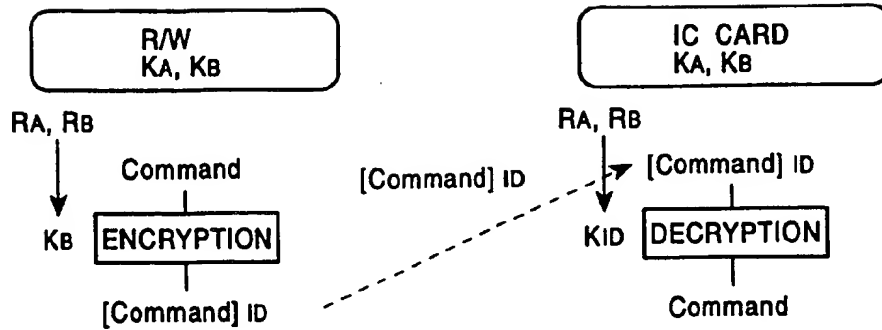 R/W
KA, KB
IC CARD
KA, KB
RA, RB
RA, RB
Command
[Command] ID
[Command] ID
KB
ENCRYPTION
KID
DECRYPTION
[Command] ID
Command